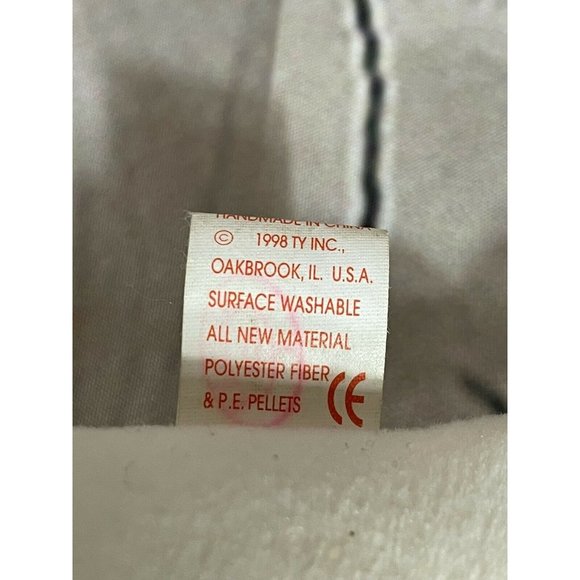 HANDMADE IN CHINA
© 1998 TY INC.,
OAKBROOK, IL. U.S.A.
SURFACE WASHABLE
ALL NEW MATERIAL
POLYESTER FIBER
& P.E. PELLETS CE